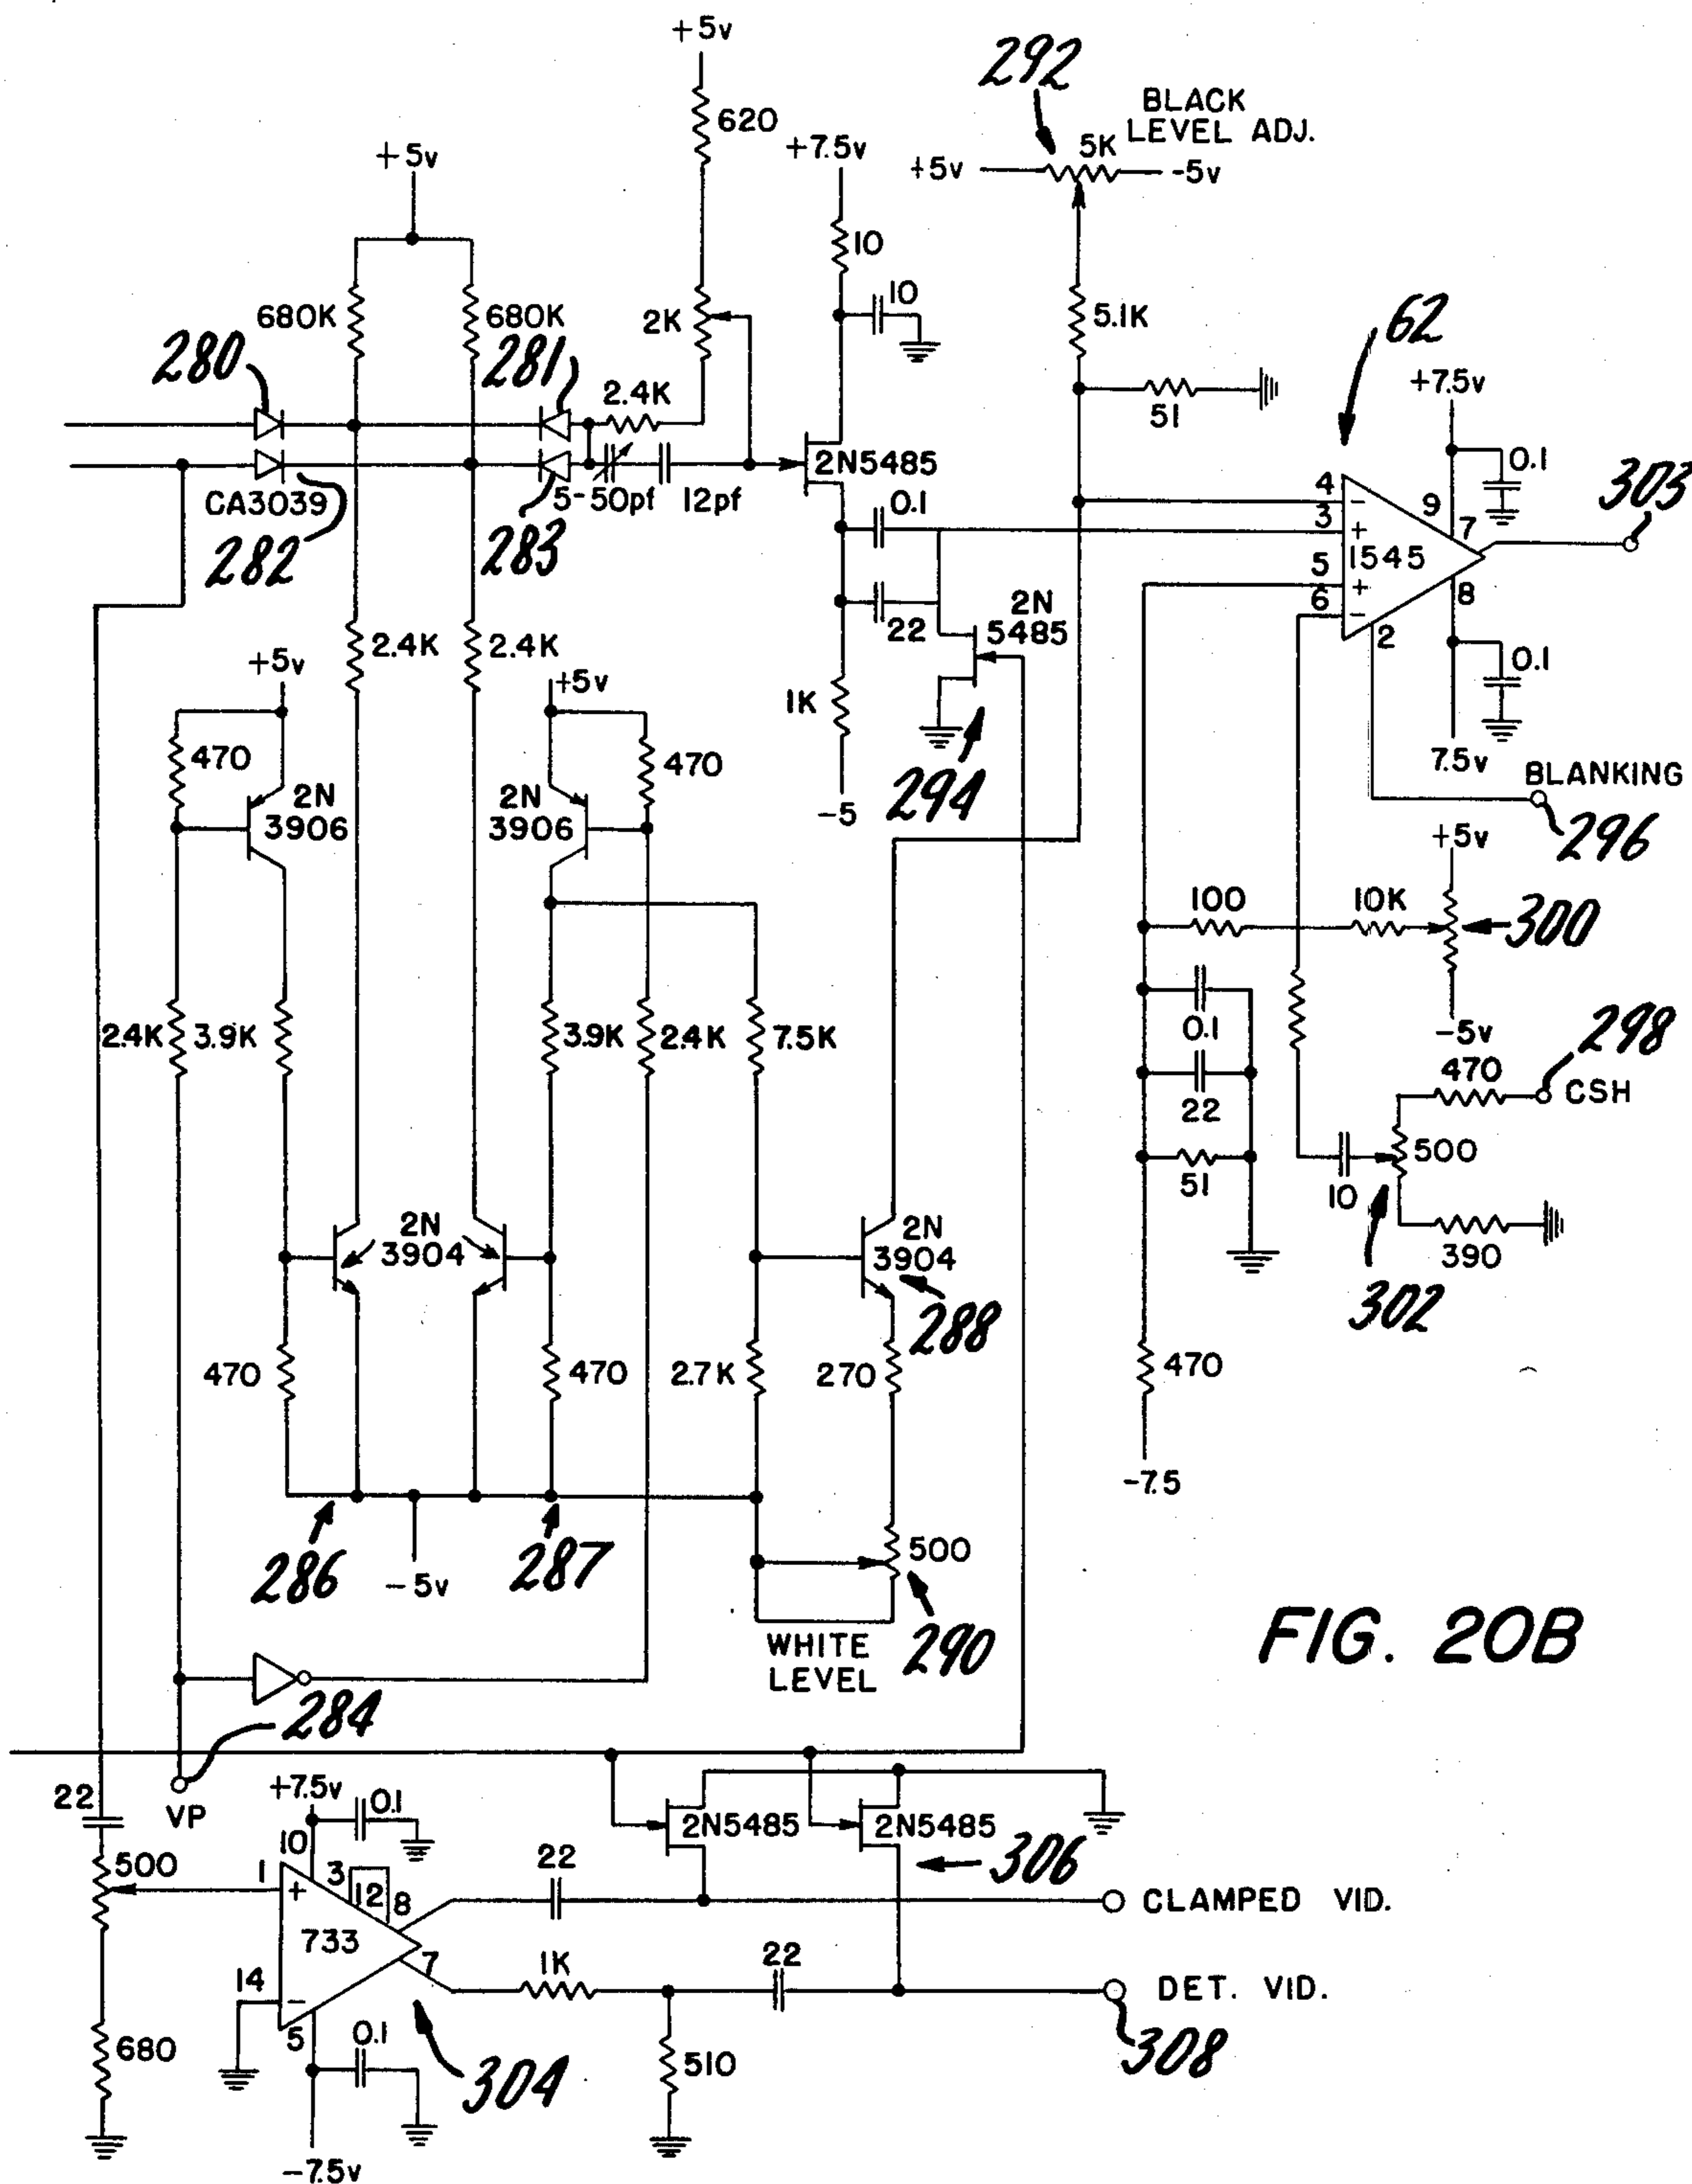 +5v
292
BLACK
LEVEL ADJ.
620
+7.5v
+5v
5K
+5v
-5v
10
680K
680K
2K
10
5.1K
62
280
281
2.4K
51
+7.5v
CA3039
5-50pf
12pf
2N5485
0.1
282
283
0.1
4
-
3
+
1545
5
+
6
-
9
7
8
2
303
22
2N
5485
2.4K
2.4K
+5v
+5v
1K
0.1
470
470
2N
3906
2N
3906
-5
294
7.5v
BLANKING
296
+5v
100
10K
300
2.4K
3.9K
3.9K
2.4K
7.5K
0.1
-5v
298
470
CSH
22
500
51
10
390
302
2N
3904
2N
3904
288
470
470
2.7K
270
470
-7.5
286
-5v
287
500
290
WHITE
LEVEL
FIG. 20B
284
VP
22
+7.5v
0.1
10
500
1
+
3
12
8
733
7
14
-
5
2N5485
2N5485
306
22
CLAMPED VID.
1K
22
DET. VID.
308
680
0.1
304
510
-7.5v